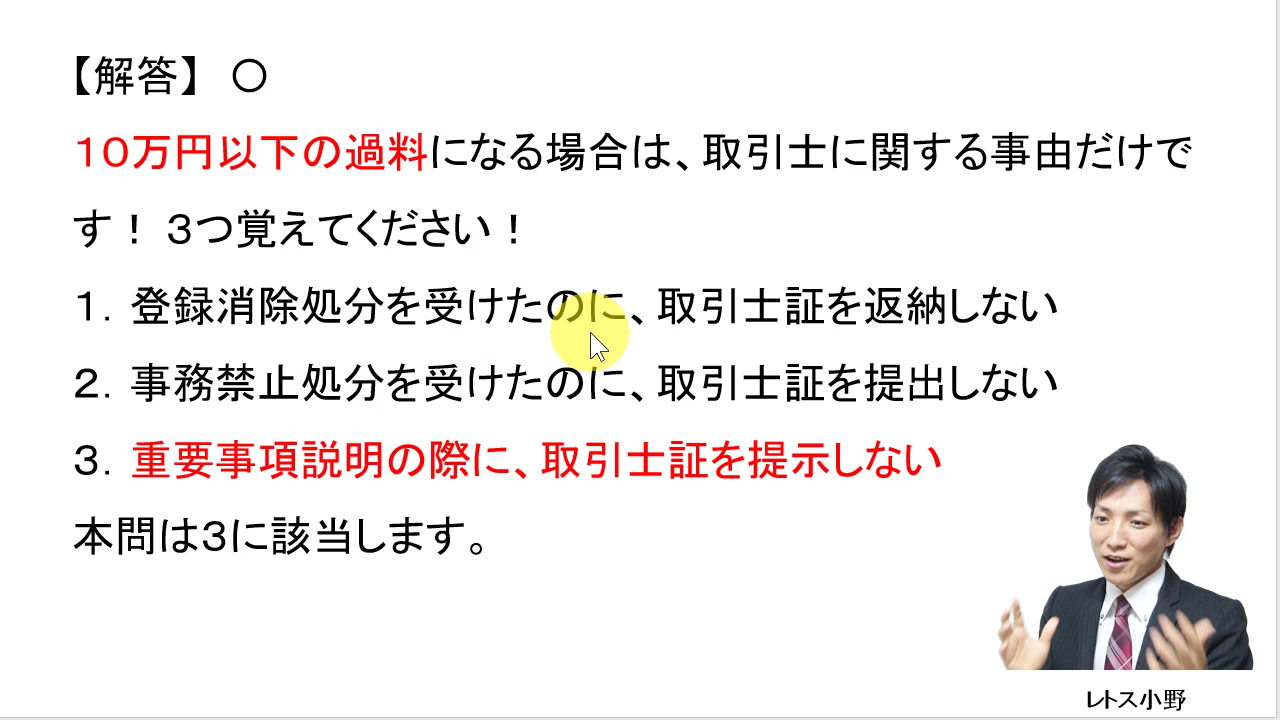 【解答】 〇
１０万円以下の過料になる場合は、取引士に関する事由だけで
す！ ３つ覚えてください！
１．登録消除処分を受けたのに、取引士証を返納しない
２．事務禁止処分を受けたのに、取引士証を提出しない
３．重要事項説明の際に、取引士証を提示しない
本問は３に該当します。
レトス小野